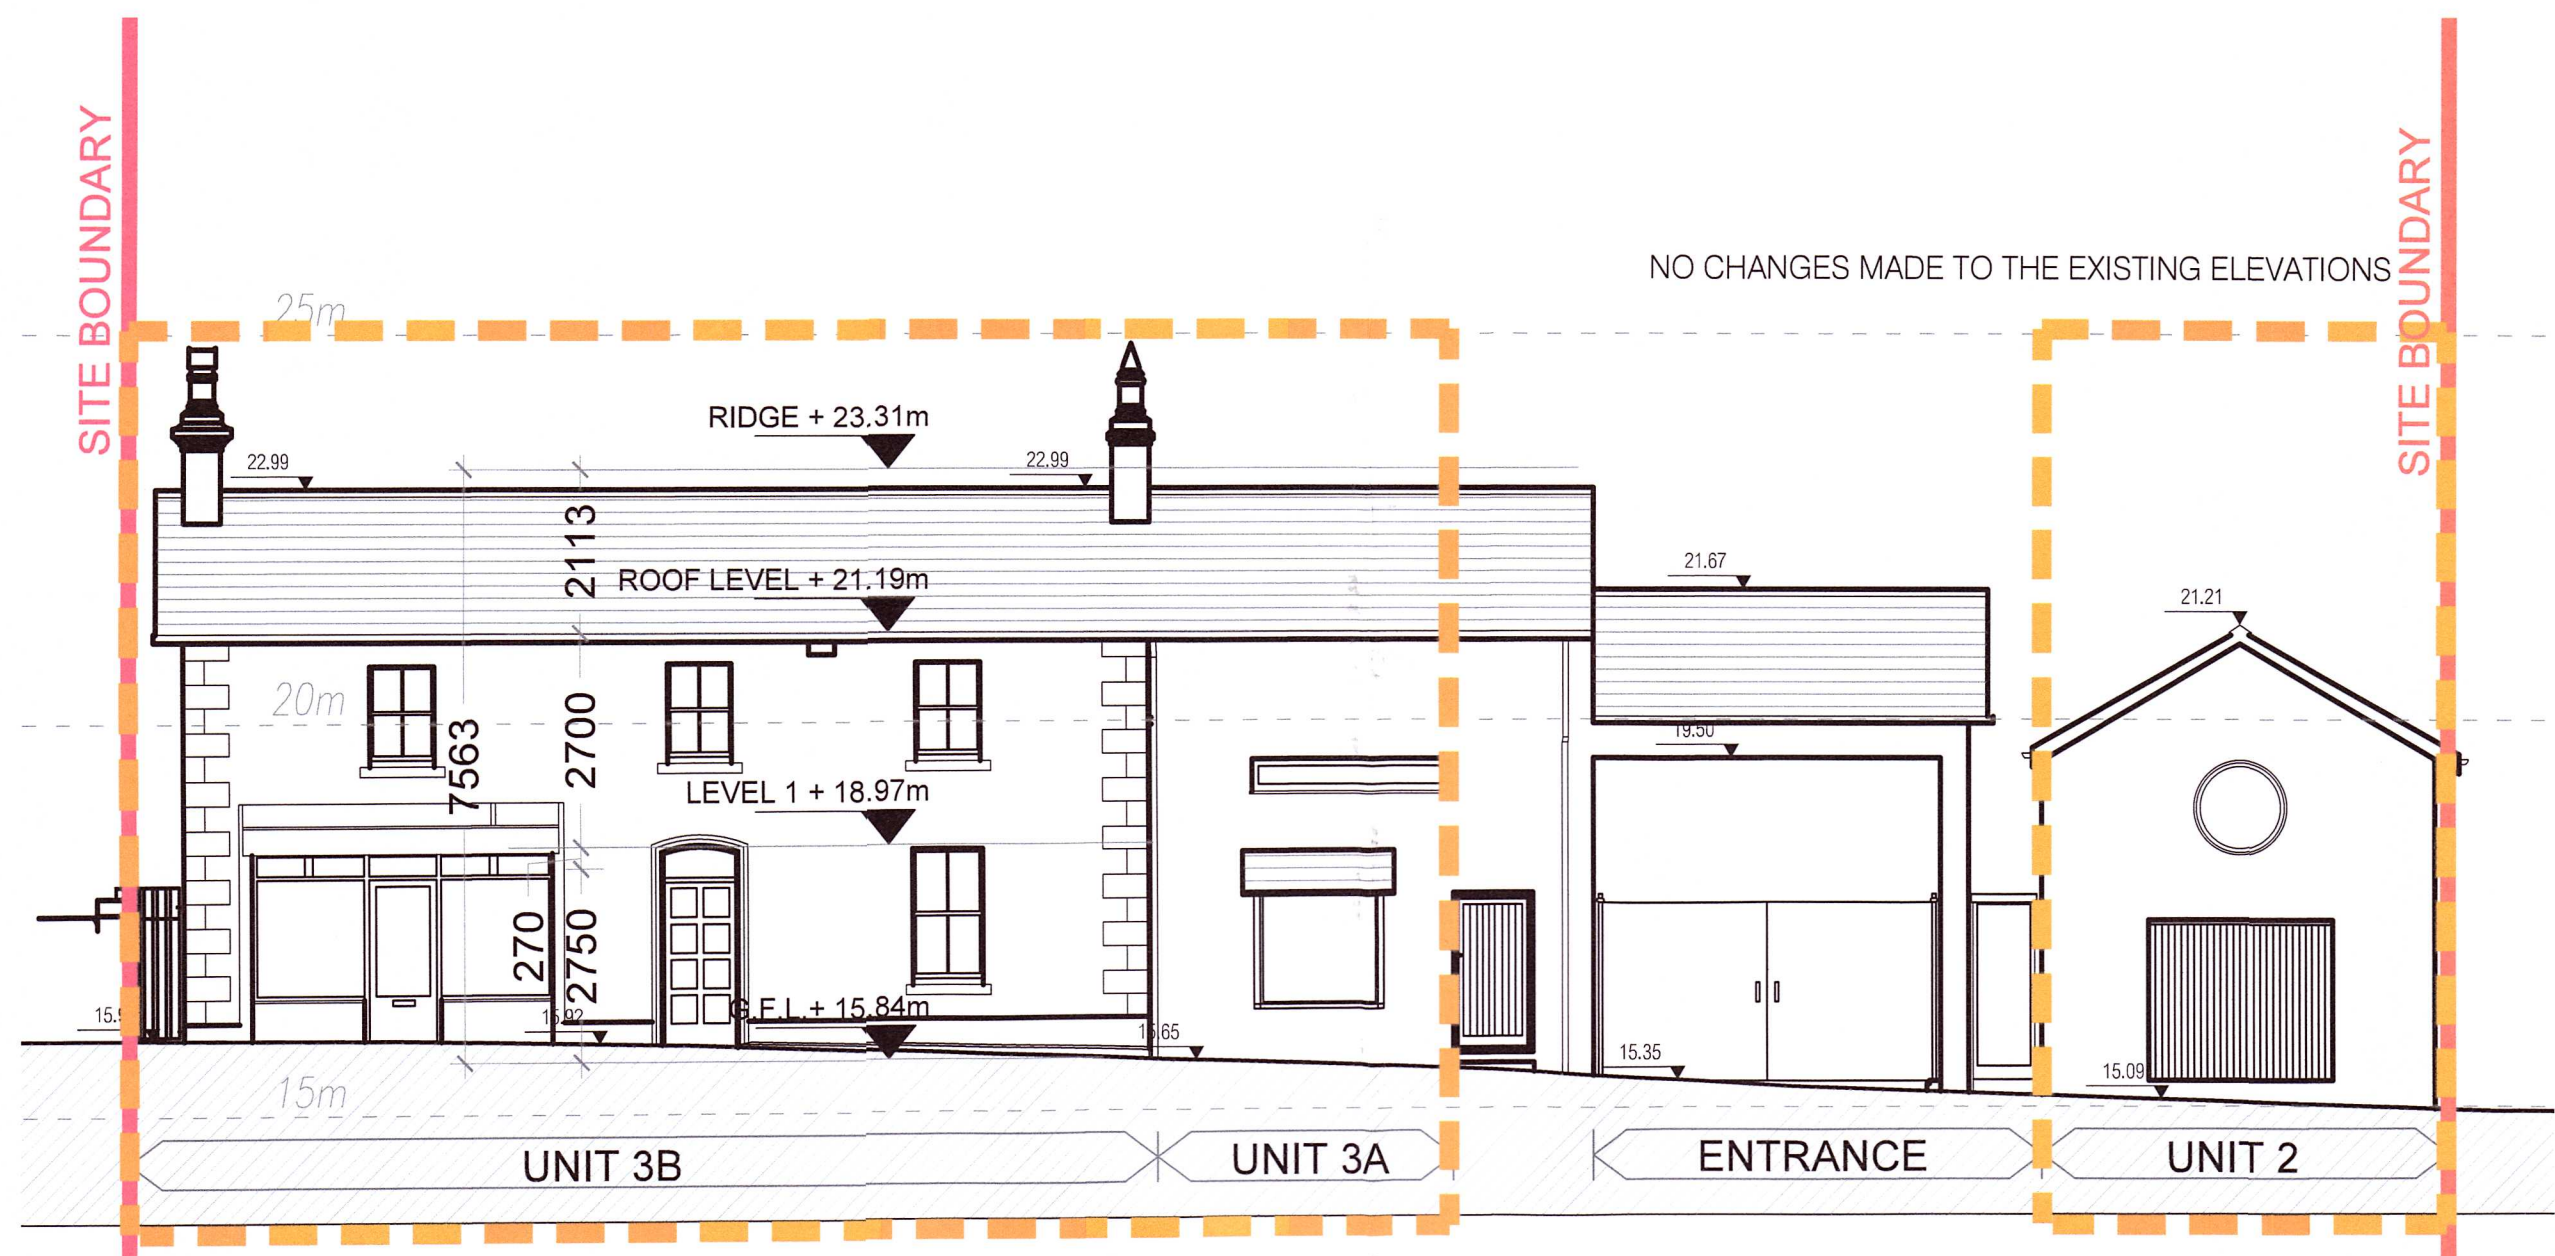 SITE BOUNDARY
SITE BOUNDARY
NO CHANGES MADE TO THE EXISTING ELEVATIONS
25m
RIDGE + 23.31m
22.99
22.99
2113
ROOF LEVEL + 21.19m
21.67
21.21
20m
7563
2700
19.50
LEVEL 1 + 18.97m
270
2750
G.F.L.+ 15.84m
15.92
15.65
15.35
15.09
15m
UNIT 3B
UNIT 3A
ENTRANCE
UNIT 2